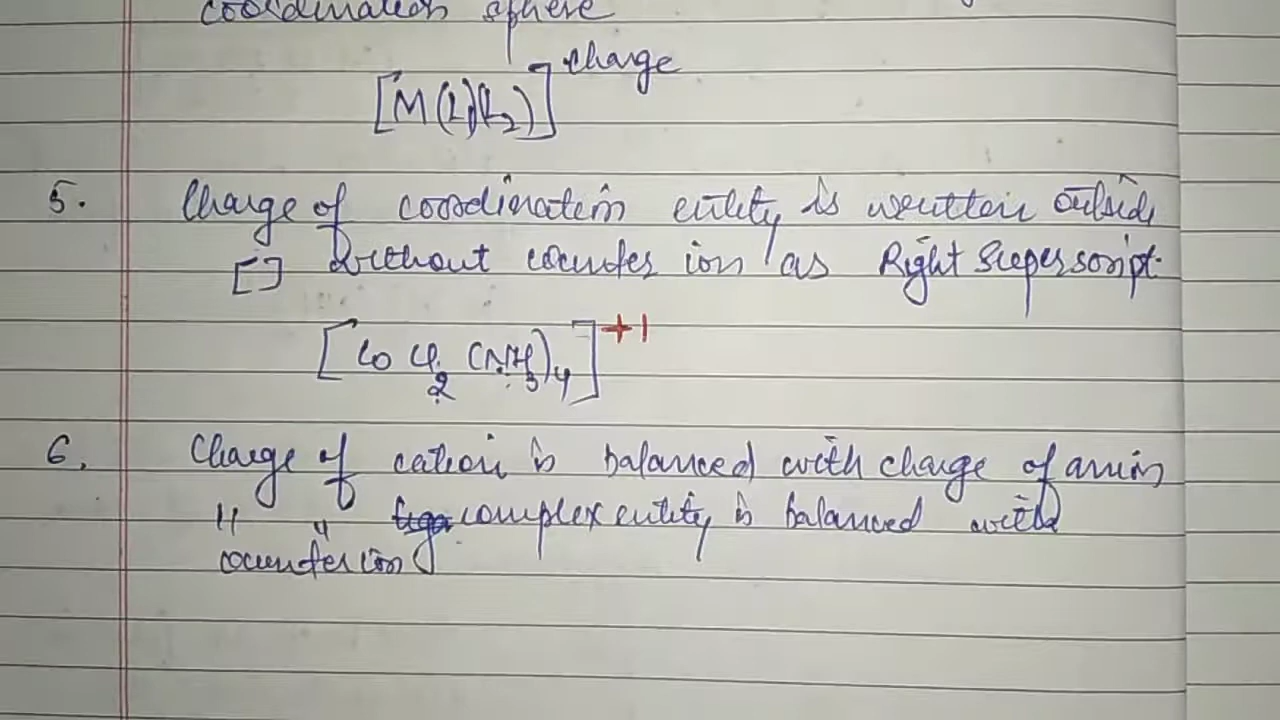 coordination sphere
[M(L1)(L2)]charge
5. Charge of coordination entity is written outside
[ ] without counter ion as Right Superscript.
[CoCl2(NH3)4]+1
6. Charge of cation is balanced with charge of anion
" " complex entity is balanced with
counter ion